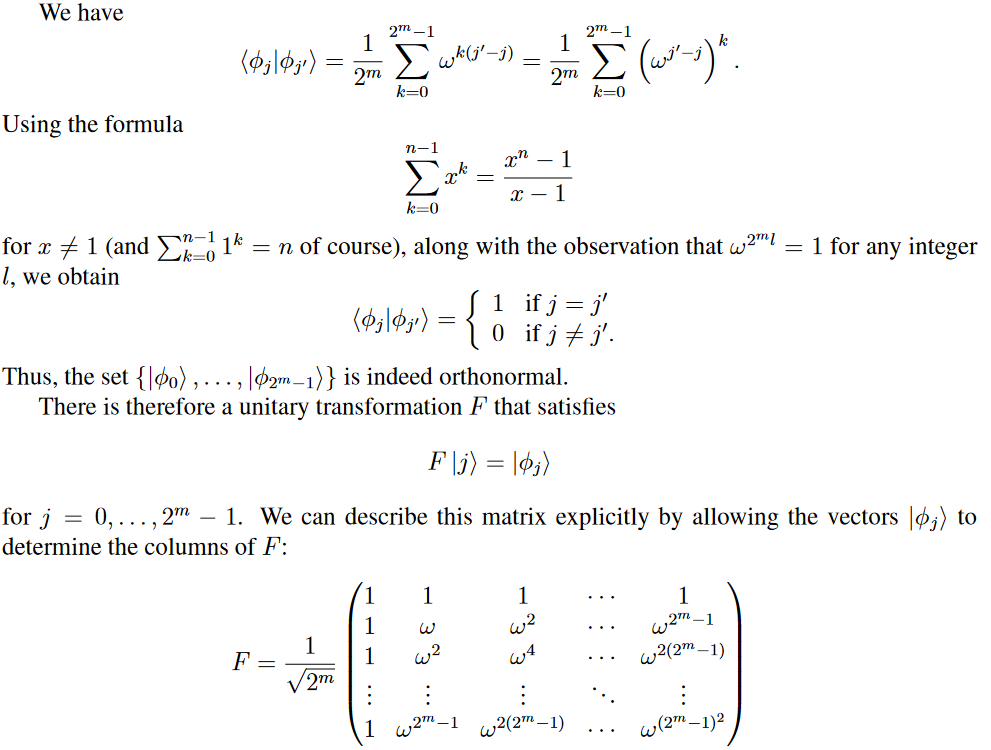 We have
$$\langle \phi_j | \phi_{j'} \rangle = \frac{1}{2^m} \sum_{k=0}^{2^m-1} \omega^{k(j'-j)} = \frac{1}{2^m} \sum_{k=0}^{2^m-1} \left( \omega^{j'-j} \right)^k .$$
Using the formula
$$\sum_{k=0}^{n-1} x^k = \frac{x^n - 1}{x - 1}$$
for $x \neq 1$ (and $\sum_{k=0}^{n-1} 1^k = n$ of course), along with the observation that $\omega^{2^m l} = 1$ for any integer
$l$, we obtain
$$\langle \phi_j | \phi_{j'} \rangle = \left\{ \begin{array}{ll} 1 & \text{if } j = j' \\ 0 & \text{if } j \neq j'. \end{array} \right.$$
Thus, the set $\{ |\phi_0\rangle , \ldots , |\phi_{2^m-1}\rangle \}$ is indeed orthonormal.
There is therefore a unitary transformation $F$ that satisfies
$$F |j\rangle = |\phi_j\rangle$$
for $j = 0, \ldots , 2^m - 1$. We can describe this matrix explicitly by allowing the vectors $|\phi_j\rangle$ to
determine the columns of $F$:
$$F = \frac{1}{\sqrt{2^m}} \begin{pmatrix} 1 & 1 & 1 & \cdots & 1 \\ 1 & \omega & \omega^2 & \cdots & \omega^{2^m-1} \\ 1 & \omega^2 & \omega^4 & \cdots & \omega^{2(2^m-1)} \\ \vdots & \vdots & \vdots & \ddots & \vdots \\ 1 & \omega^{2^m-1} & \omega^{2(2^m-1)} & \cdots & \omega^{(2^m-1)^2} \end{pmatrix}$$